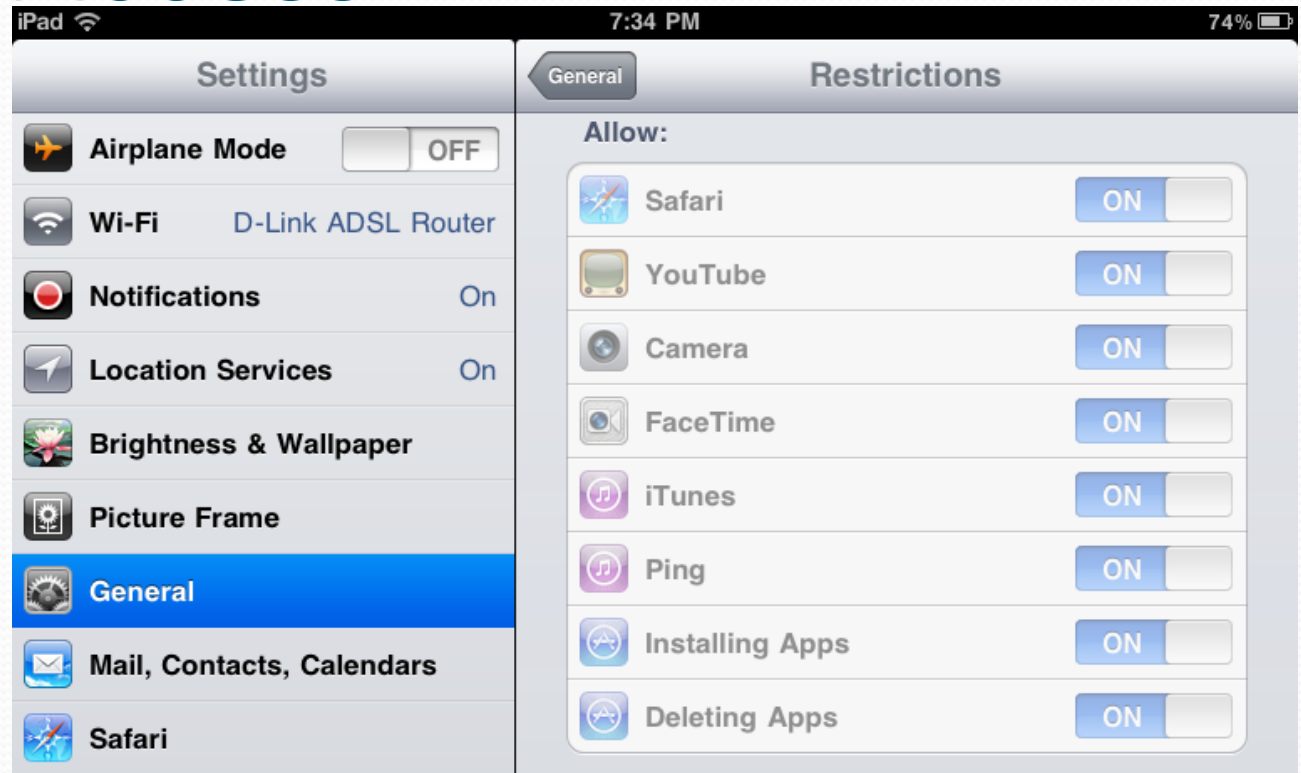 iPad 7:34 PM 74%
Settings
Airplane Mode OFF
Wi-Fi D-Link ADSL Router
Notifications On
Location Services On
Brightness & Wallpaper
Picture Frame
General
Mail, Contacts, Calendars
Safari
General Restrictions
Allow:
Safari ON
YouTube ON
Camera ON
FaceTime ON
iTunes ON
Ping ON
Installing Apps ON
Deleting Apps ON